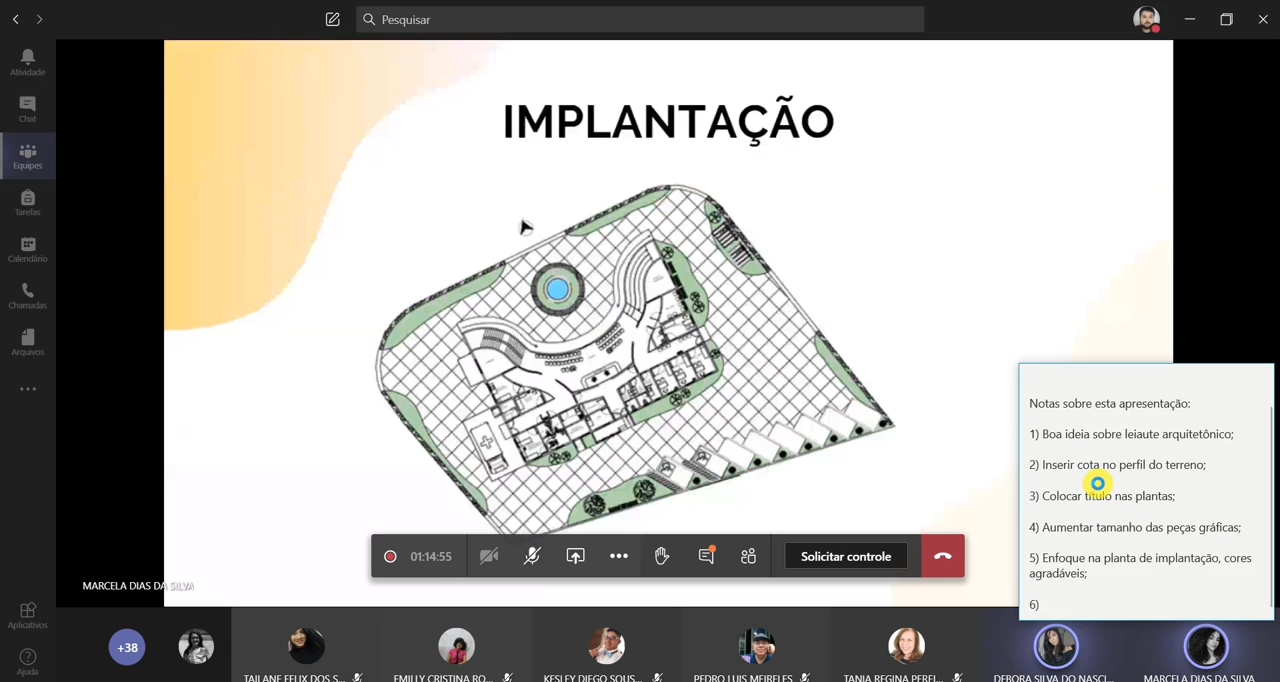 Pesquisar
Atividade
Chat
Equipes
Tarefas
Calendário
Chamadas
Arquivos
Aplicativos
Ajuda
IMPLANTAÇÃO
01:14:55
Solicitar controle
MARCELA DIAS DA SILVA
Notas sobre esta apresentação:
1) Boa ideia sobre leiaute arquitetônico;
2) Inserir cota no perfil do terreno;
3) Colocar título nas plantas;
4) Aumentar tamanho das peças gráficas;
5) Enfoque na planta de implantação, cores
agradáveis;
6)
+38
TAILANE FELIX DOS S...
EMILLY CRISTINA RO...
KESLEY DIEGO SOUS...
PEDRO LUIS MEIRELES
TANIA REGINA PEREI...
DEBORA SILVA DO NASCI...
MARCELA DIAS DA SILVA